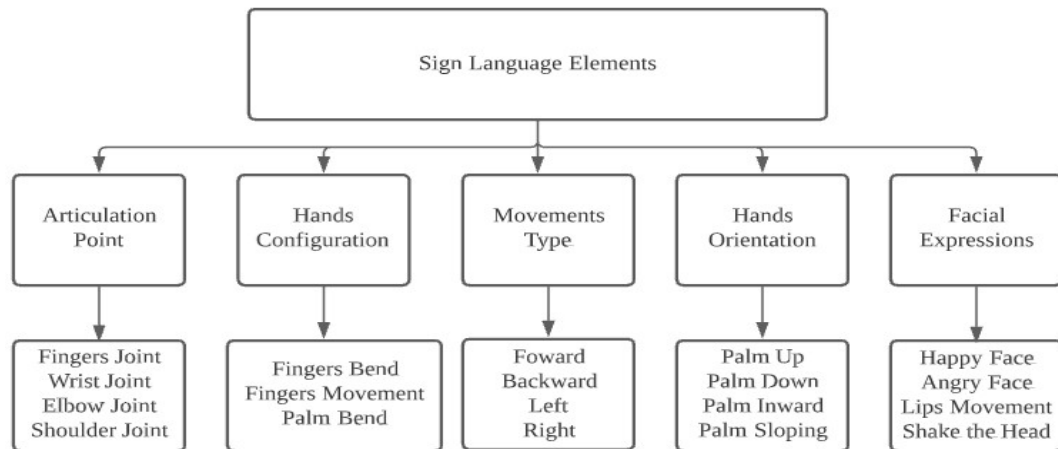 Sign Language Elements
Articulation
Point
Hands
Configuration
Movements
Type
Hands
Orientation
Facial
Expressions
Fingers Joint
Wrist Joint
Elbow Joint
Shoulder Joint
Fingers Bend
Fingers Movement
Palm Bend
Foward
Backward
Left
Right
Palm Up
Palm Down
Palm Inward
Palm Sloping
Happy Face
Angry Face
Lips Movement
Shake the Head